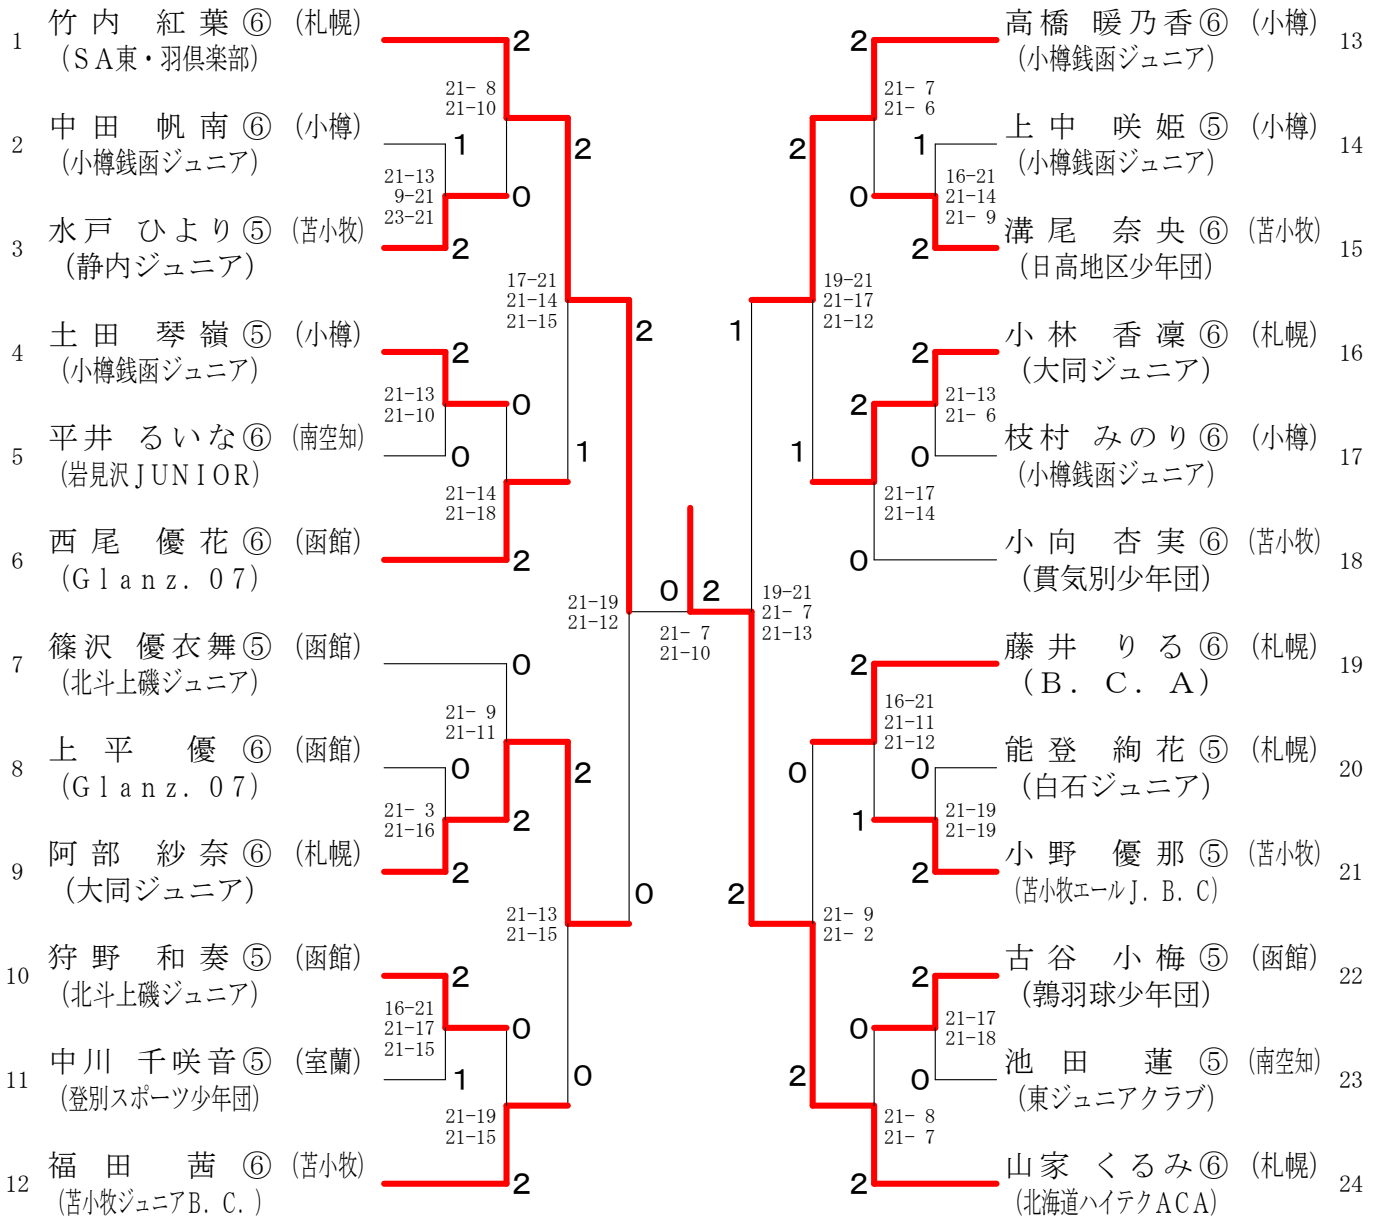 1 竹内 紅葉⑥ (札幌)
(ＳＡ東・羽倶楽部)
2 中田 帆南⑥ (小樽)
(小樽銭函ジュニア)
3 水戸 ひより⑤ (苫小牧)
(静内ジュニア)
4 土田 琴嶺⑤ (小樽)
(小樽銭函ジュニア)
5 平井 るいな⑥ (南空知)
(岩見沢ＪＵＮＩＯＲ)
6 西尾 優花⑥ (函館)
(Ｇｌａｎｚ．０７)
7 篠沢 優衣舞⑤ (函館)
(北斗上磯ジュニア)
8 上平 優⑥ (函館)
(Ｇｌａｎｚ．０７)
9 阿部 紗奈⑥ (札幌)
(大同ジュニア)
10 狩野 和奏⑤ (函館)
(北斗上磯ジュニア)
11 中川 千咲音⑤ (室蘭)
(登別スポーツ少年団)
12 福田 茜⑥ (苫小牧)
(苫小牧ジュニアＢ．Ｃ．)
2
21- 8
21-10
1
21-13
9-21
23-21
0
2
2
17-21
21-14
21-15
2
21-13
21-10
0
0
1
21-14
21-18
2
2
21-19
21-12
0
21- 9
21-11
0
21- 3
21-16
2
2
2
21-13
21-15
0
2
16-21
21-17
21-15
0
1
0
21-19
21-15
2
0 2
21- 7
21-10
2
21- 7
21- 6
1
16-21
21-14
21- 9
0
2
2
19-21
21-17
21-12
1
2
21-13
21- 6
2
0
1
21-17
21-14
0
19-21
21- 7
21-13
2
16-21
21-11
21-12
0
0
21-19
21-19
1
2
2
21- 9
21- 2
2
21-17
21-18
0
0
2
21- 8
21- 7
2
高橋 暖乃香⑥ (小樽) 13
(小樽銭函ジュニア)
上中 咲姫⑤ (小樽) 14
(小樽銭函ジュニア)
溝尾 奈央⑥ (苫小牧) 15
(日高地区少年団)
小林 香凜⑥ (札幌) 16
(大同ジュニア)
枝村 みのり⑥ (小樽) 17
(小樽銭函ジュニア)
小向 杏実⑥ (苫小牧) 18
(貫気別少年団)
藤井 りる⑥ (札幌) 19
(Ｂ．Ｃ．Ａ)
能登 絢花⑤ (札幌) 20
(白石ジュニア)
小野 優那⑤ (苫小牧) 21
(苫小牧エールＪ．Ｂ．Ｃ)
古谷 小梅⑤ (函館) 22
(鶉羽球少年団)
池田 蓮⑤ (南空知) 23
(東ジュニアクラブ)
山家 くるみ⑥ (札幌) 24
(北海道ハイテクＡＣＡ)